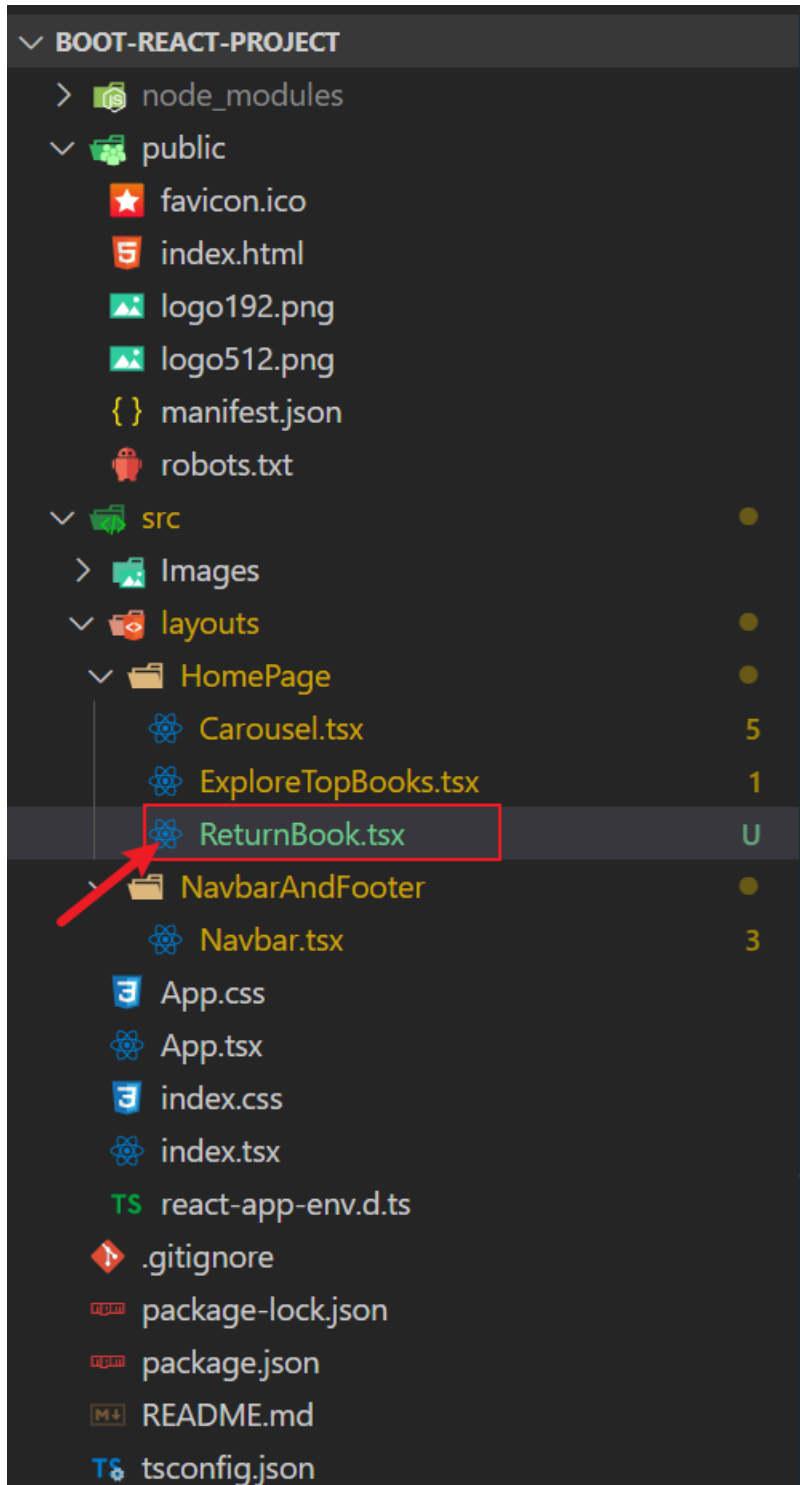 BOOT-REACT-PROJECT
node_modules
public
favicon.ico
index.html
logo192.png
logo512.png
manifest.json
robots.txt
src
Images
layouts
HomePage
Carousel.tsx 5
ExploreTopBooks.tsx 1
ReturnBook.tsx U
NavbarAndFooter
Navbar.tsx 3
App.css
App.tsx
index.css
index.tsx
TS react-app-env.d.ts
.gitignore
package-lock.json
package.json
README.md
TS tsconfig.json